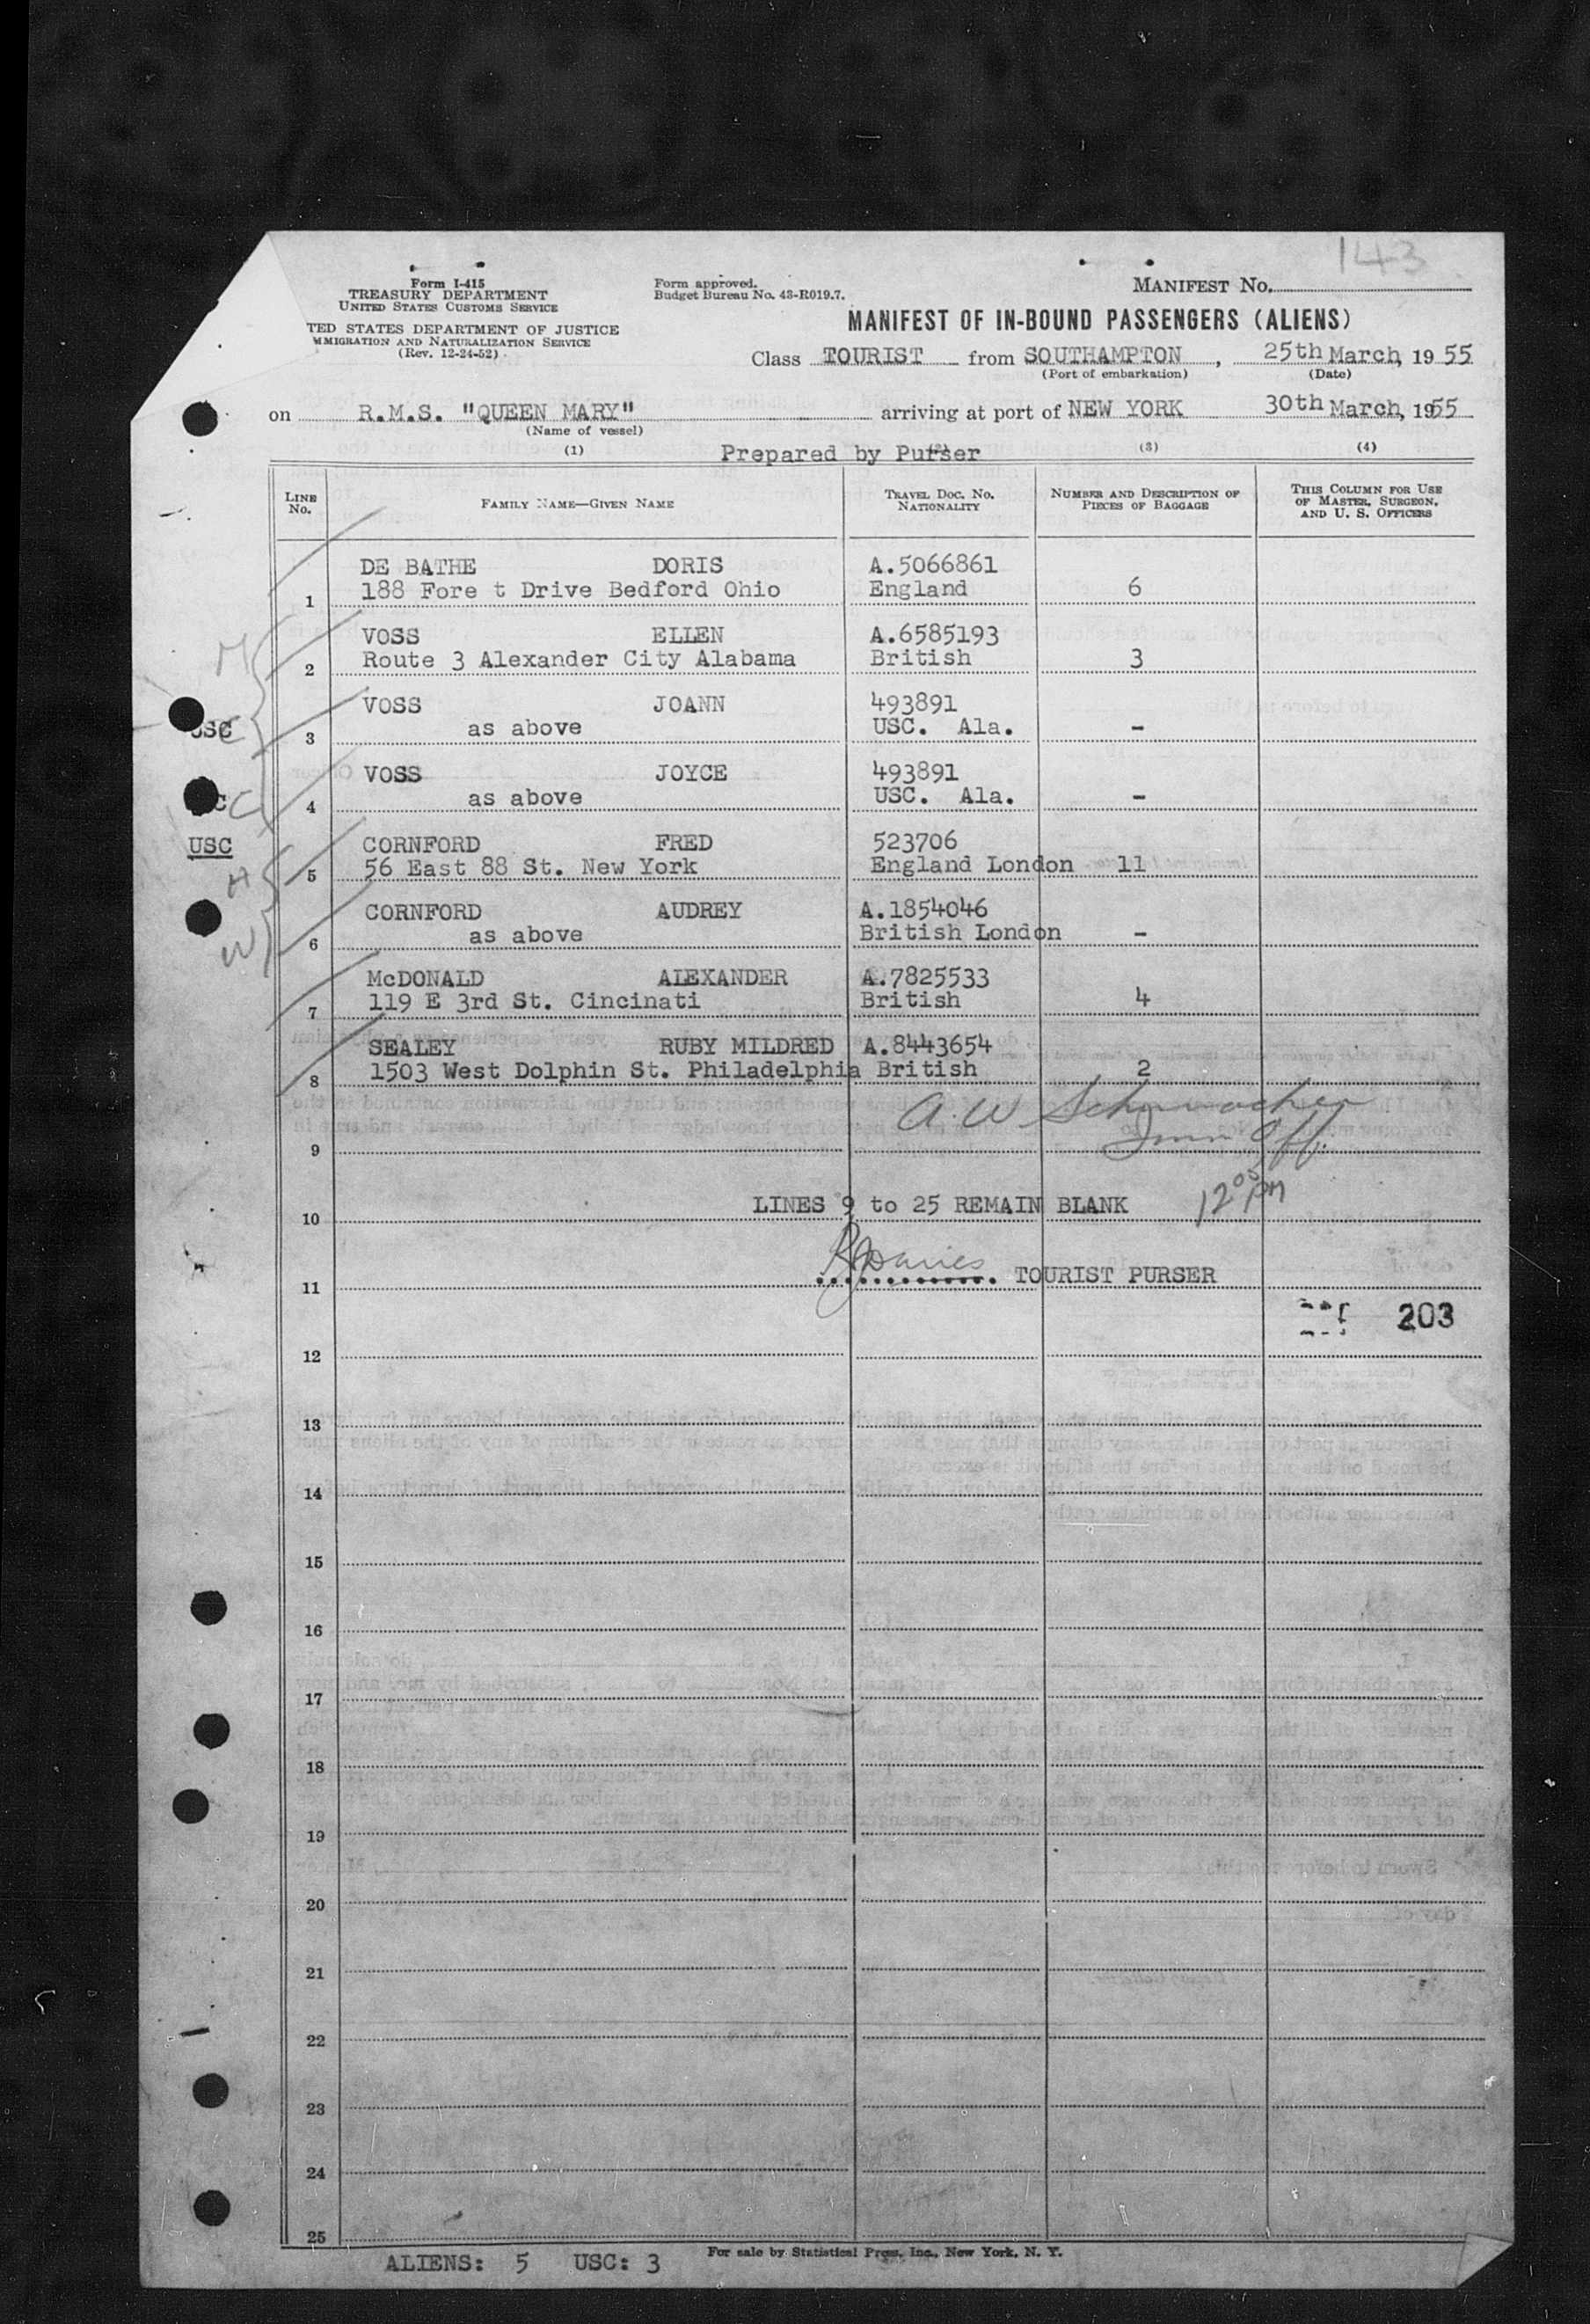 143
Form I-415
TREASURY DEPARTMENT
UNITED STATES CUSTOMS SERVICE
TED STATES DEPARTMENT OF JUSTICE
MMIGRATION AND NATURALIZATION SERVICE
(Rev. 12-24-52)
Form approved.
Budget Bureau No. 43-R019.7.
MANIFEST No.
MANIFEST OF IN-BOUND PASSENGERS (ALIENS)
Class TOURIST from SOUTHAMPTON, 25th March, 1955
(Port of embarkation) (Date)
on R.M.S. "QUEEN MARY" arriving at port of NEW YORK 30th March, 1955
(Name of vessel)
(1) Prepared by Purser (3) (4)
LINE No. FAMILY NAME—GIVEN NAME TRAVEL DOC. NO. NATIONALITY NUMBER AND DESCRIPTION OF PIECES OF BAGGAGE THIS COLUMN FOR USE OF MASTER, SURGEON, AND U. S. OFFICERS
DE BATHE DORIS A.5066861
1 188 Fore t Drive Bedford Ohio England 6
M
VOSS ELLEN A.6585193
2 Route 3 Alexander City Alabama British 3
VOSS JOANN 493891
USC C 3 as above USC. Ala. -
VOSS JOYCE 493891
C C 4 as above USC. Ala. -
USC CORNFORD FRED 523706
H 5 56 East 88 St. New York England London 11
CORNFORD AUDREY A.1854046
W 6 as above British London -
McDONALD ALEXANDER A.7825533
7 119 E 3rd St. Cincinati British 4
SEALEY RUBY MILDRED A.8443654
8 1503 West Dolphin St. Philadelphia British 2
A. W Schumacher
9 Imm Off.
12 00 PM
10 LINES 9 to 25 REMAIN BLANK
Davies
11 TOURIST PURSER
203
12
13
14
15
16
17
18
19
20
21
22
23
24
25
For sale by Statistical Press, Inc., New York, N. Y.
ALIENS: 5 USC: 3